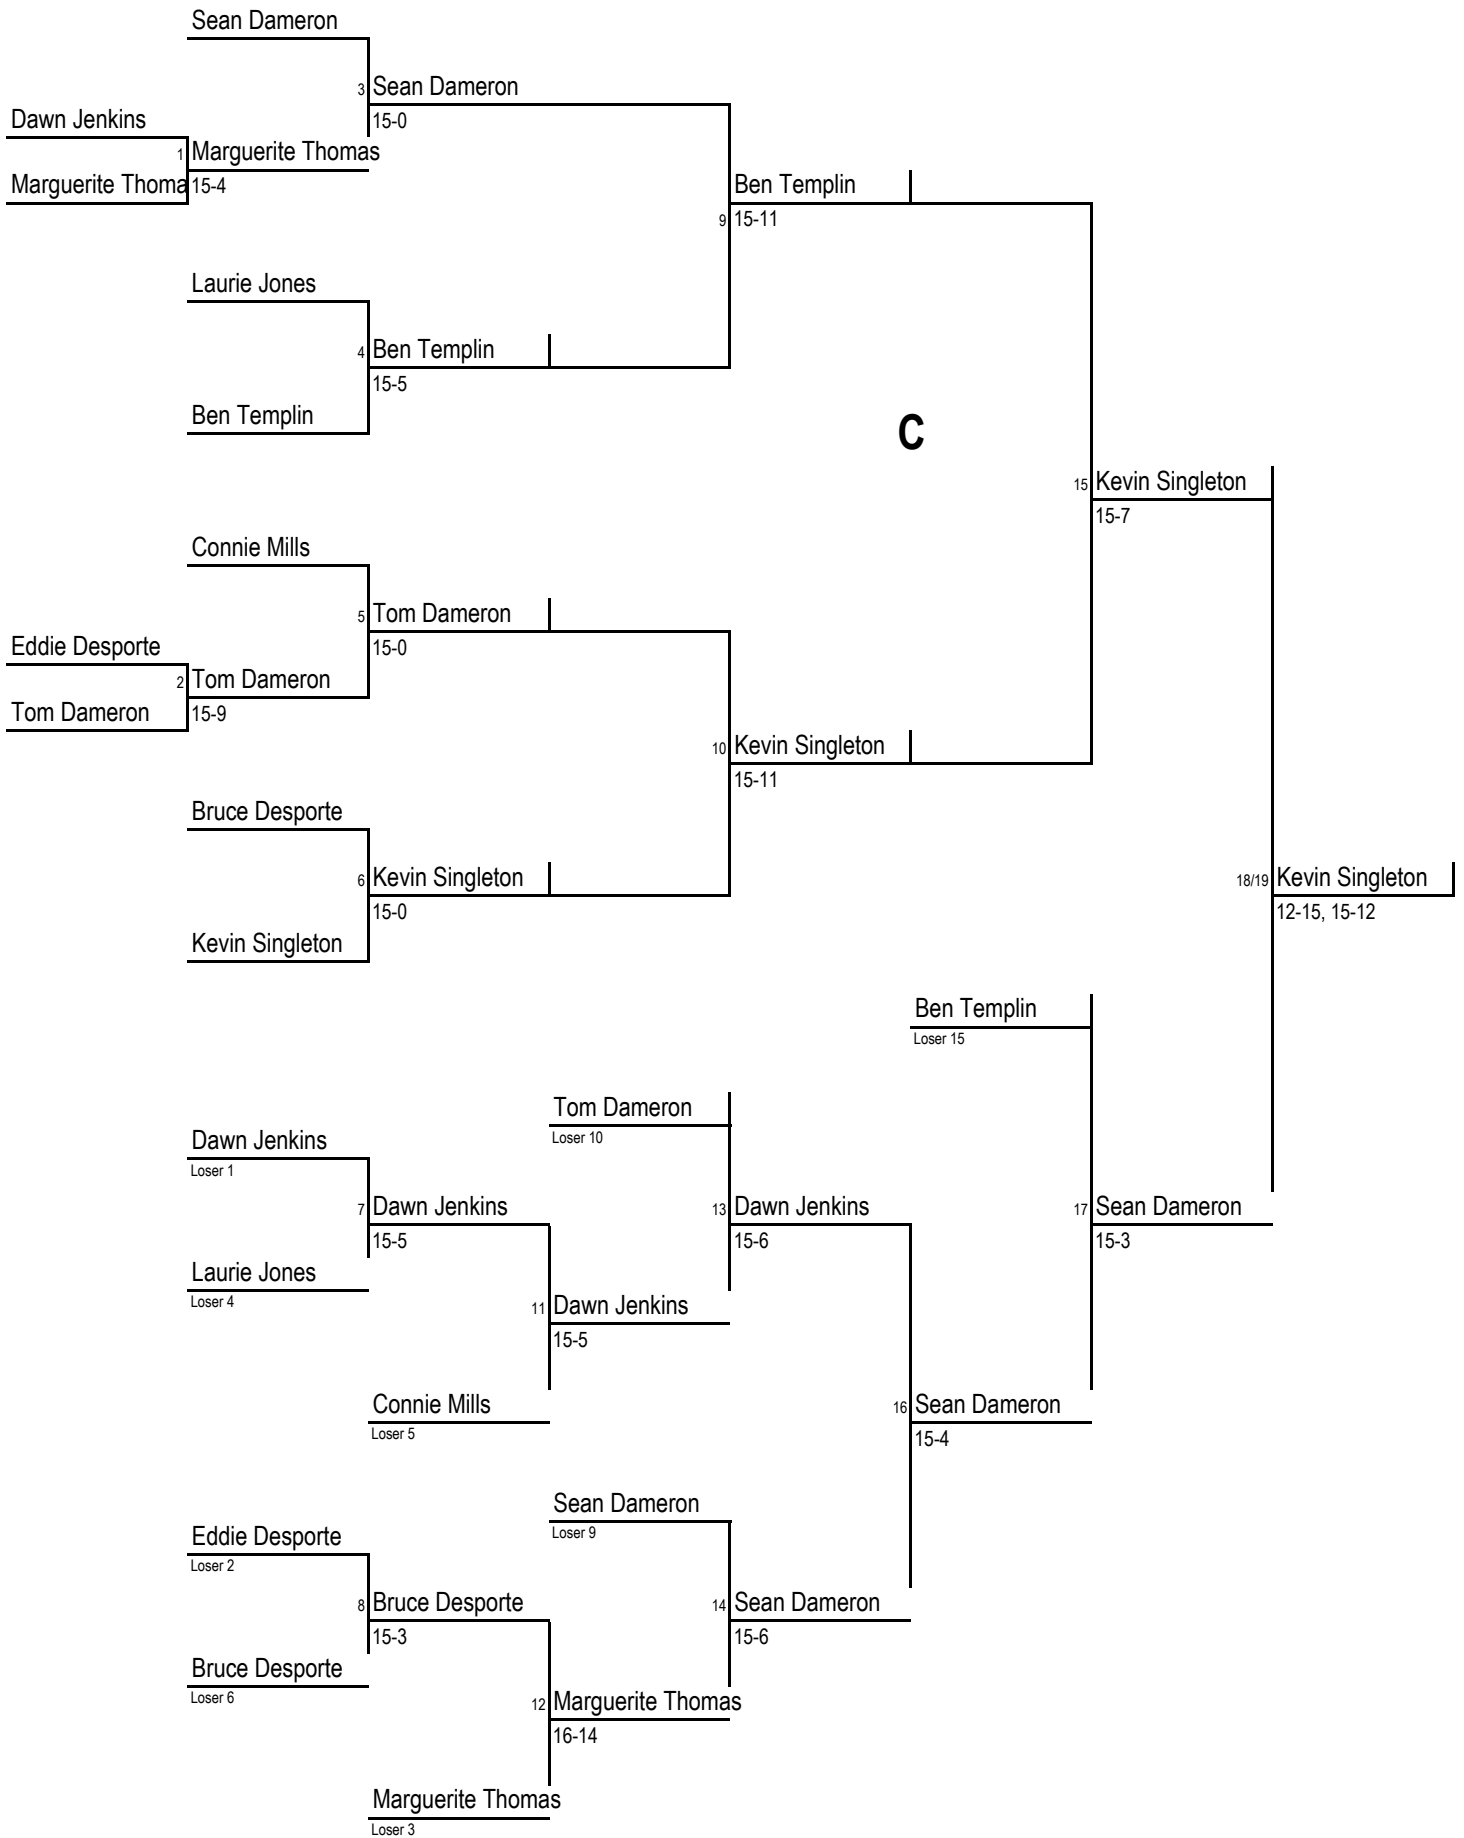 Sean Dameron
3 Sean Dameron
15-0
Dawn Jenkins
1 Marguerite Thomas
Marguerite Thoma 15-4
Ben Templin
9 15-11
Laurie Jones
4 Ben Templin
15-5
Ben Templin
C
15 Kevin Singleton
15-7
Connie Mills
5 Tom Dameron
15-0
Eddie Desporte
2 Tom Dameron
Tom Dameron 15-9
10 Kevin Singleton
15-11
Bruce Desporte
6 Kevin Singleton
15-0
18/19 Kevin Singleton
12-15, 15-12
Kevin Singleton
Ben Templin
Loser 15
Tom Dameron
Loser 10
Dawn Jenkins
Loser 1
7 Dawn Jenkins
15-5
13 Dawn Jenkins
15-6
17 Sean Dameron
15-3
Laurie Jones
Loser 4
11 Dawn Jenkins
15-5
Connie Mills
Loser 5
16 Sean Dameron
15-4
Sean Dameron
Loser 9
Eddie Desporte
Loser 2
8 Bruce Desporte
15-3
14 Sean Dameron
15-6
Bruce Desporte
Loser 6
12 Marguerite Thomas
16-14
Marguerite Thomas
Loser 3